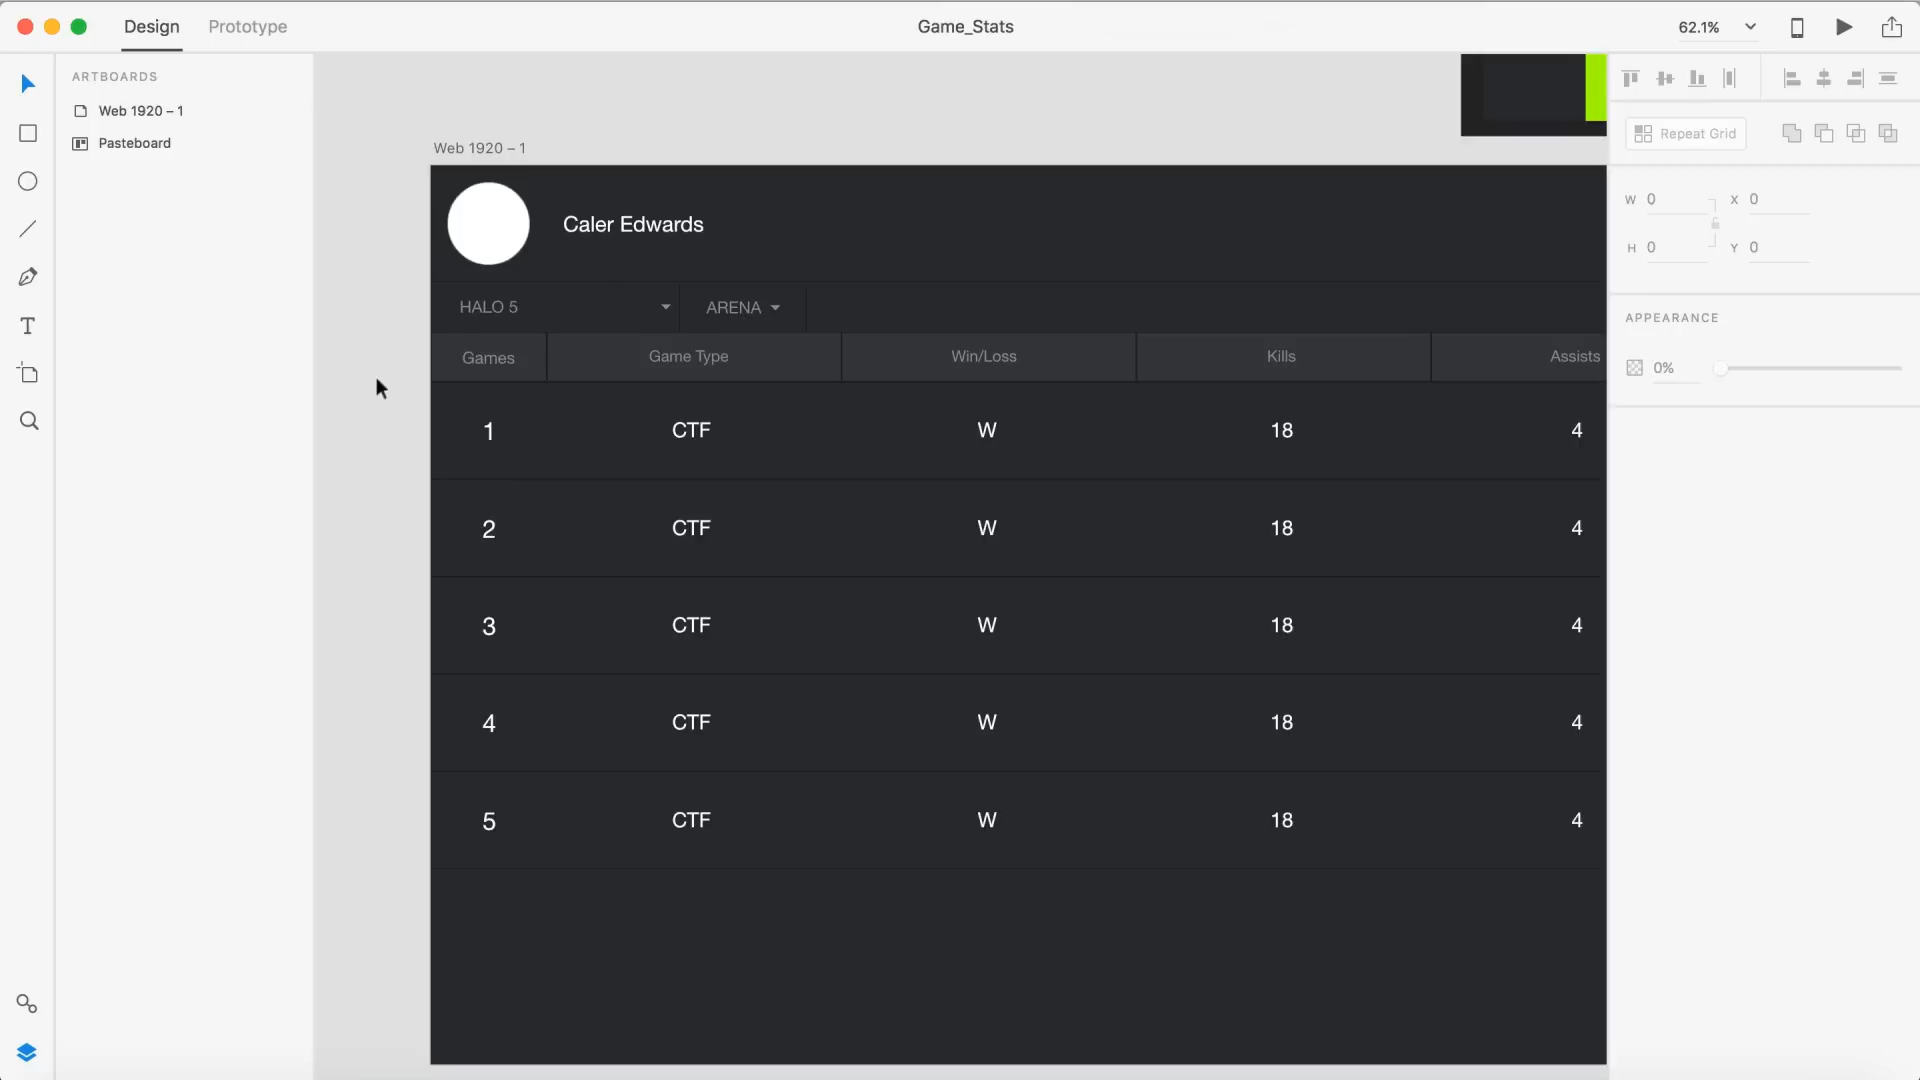 Design Prototype Game_Stats 62.1%
ARTBOARDS
Web 1920 – 1
Pasteboard
Repeat Grid
W 0 X 0
H 0 Y 0
APPEARANCE
0%
Web 1920 – 1
Caler Edwards
HALO 5 ARENA
Games Game Type Win/Loss Kills Assists
1 CTF W 18 4
2 CTF W 18 4
3 CTF W 18 4
4 CTF W 18 4
5 CTF W 18 4